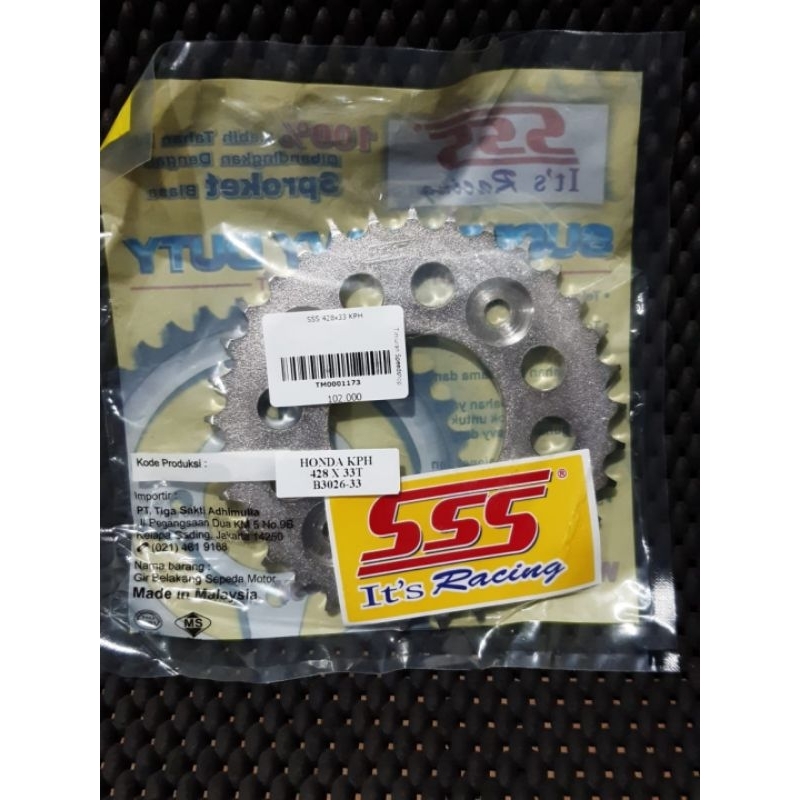 SSS
®
It's Racing
100% Lebih Tahan
dibandingkan Dengan
Sproket Biasa
DUTY
SSS 428x33 KPH
TM0001173
102.000
Kode Produksi :
HONDA KPH
428 X 33T
B3026-33
Importir :
PT. Tiga Sakti Adhimulia
Jl Pegangsaan Dua KM 5 No.9B
Kelapa Gading, Jakarta 14250
(021) 461 9168
Nama barang :
Gir Belakang Sepeda Motor
Made in Malaysia
MS
SSS
®
It's Racing